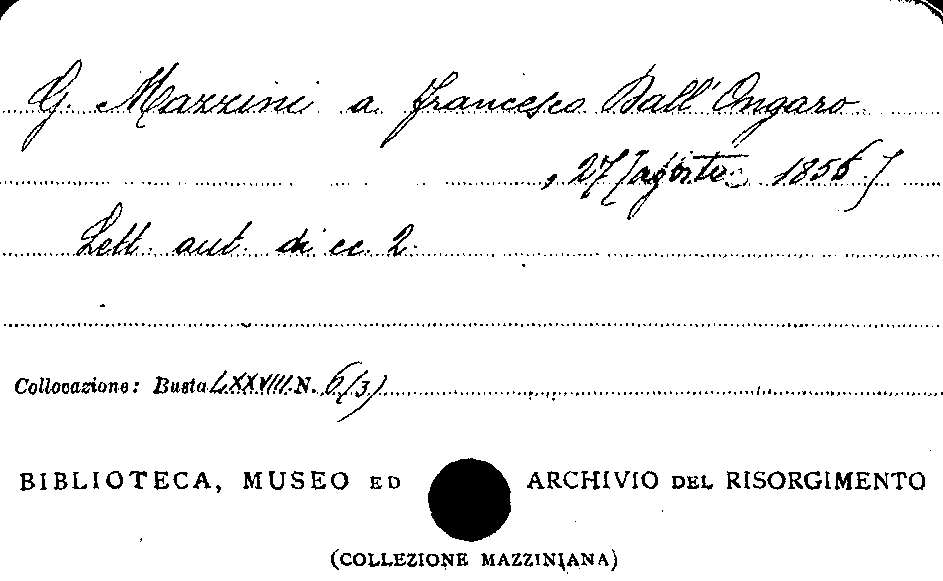 G. Mazzini a Francesco Dall'Ongaro
, 27 [agosto 1856]
Lett. aut. di cc. 2.
Collocazione: Busta LXXVIII N. 6(3)
BIBLIOTECA, MUSEO ED ARCHIVIO DEL RISORGIMENTO
(COLLEZIONE MAZZINIANA)